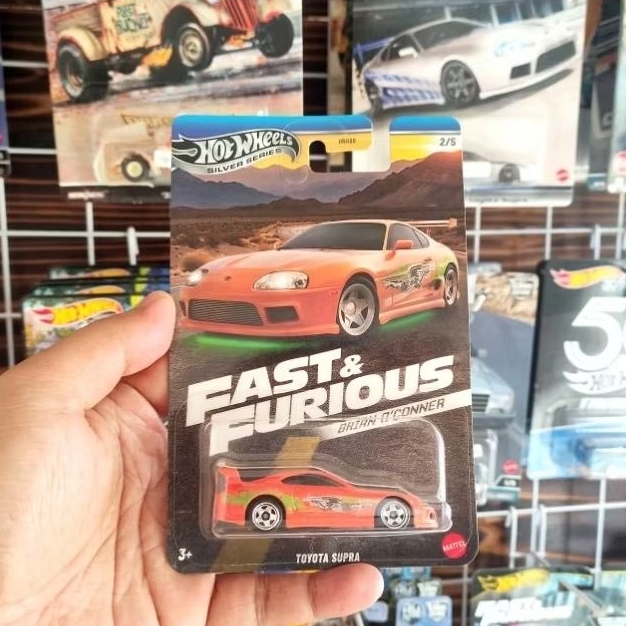 HOT WHEELS
SILVER SERIES
2/5
FAST &
FURIOUS
BRIAN O'CONNER
3+
TOYOTA SUPRA
MATTEL